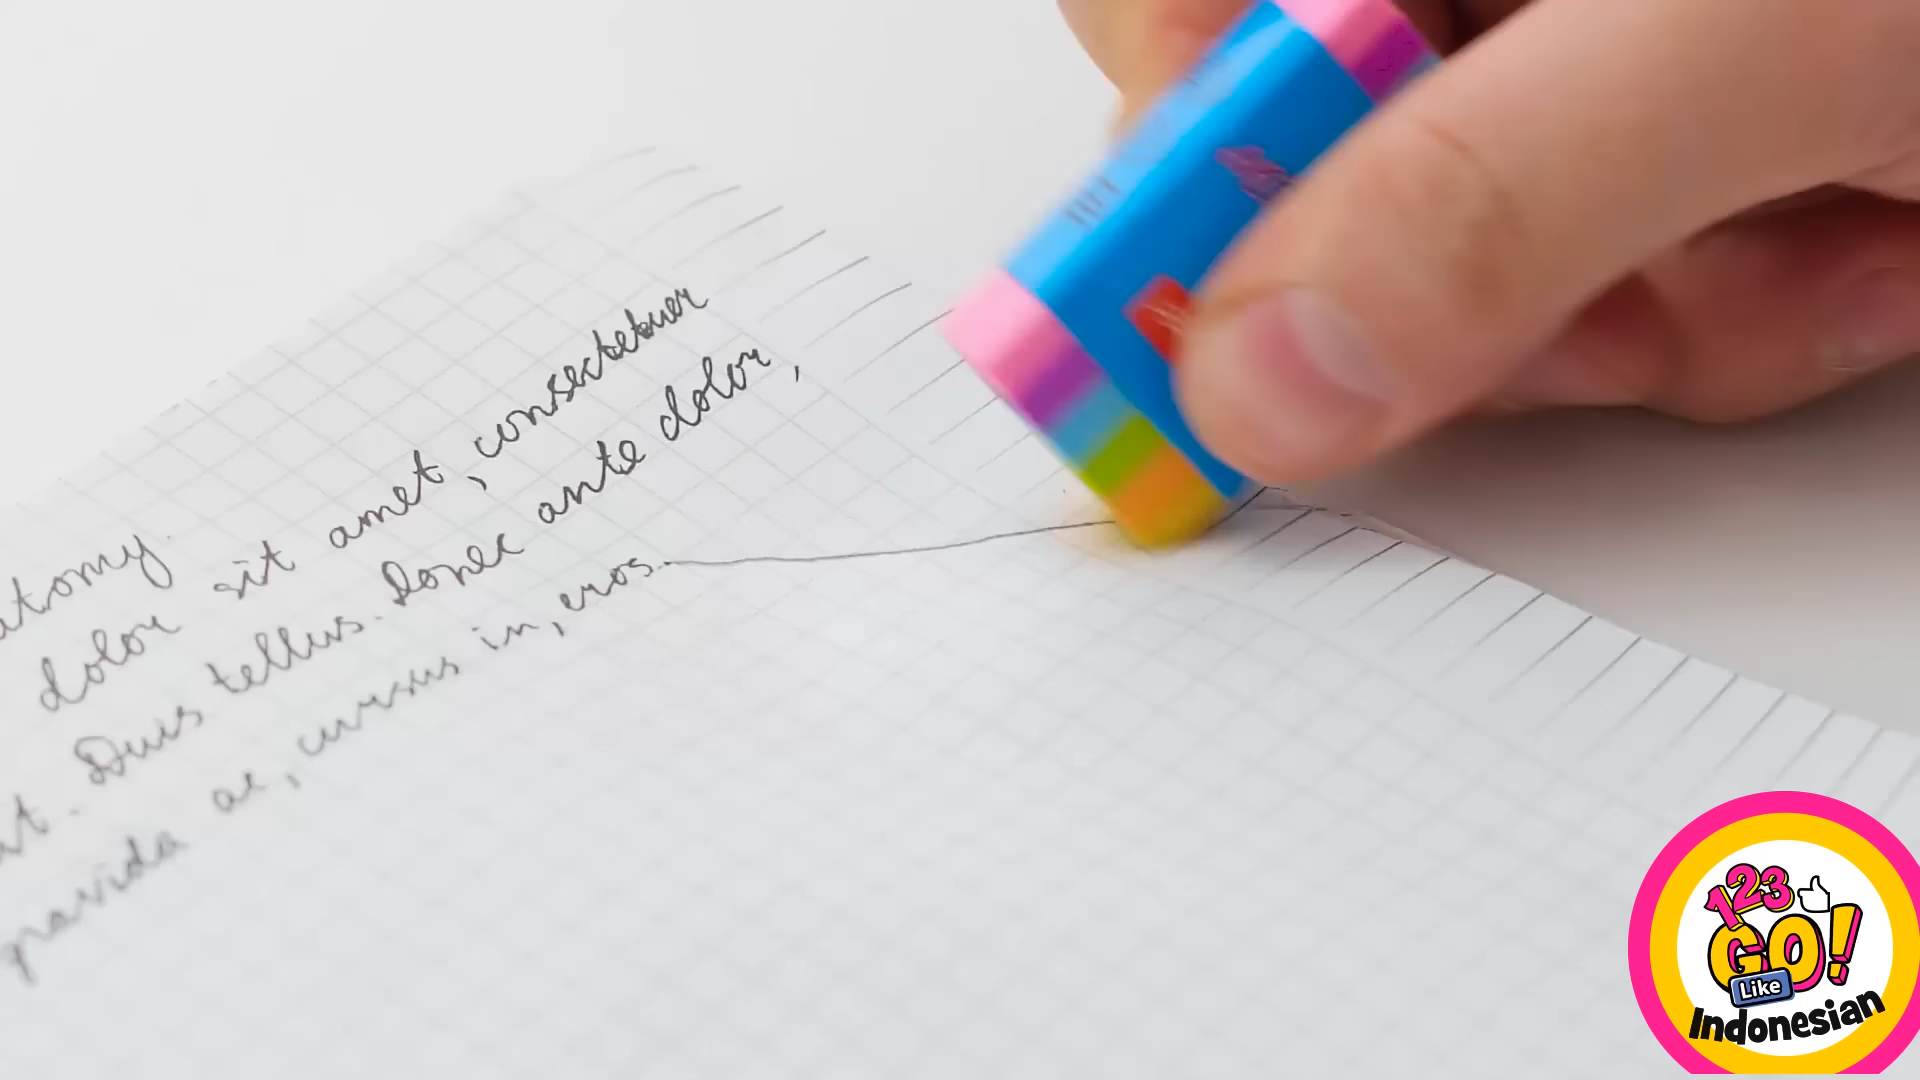 atomy.
dolor sit amet, consectetuer
at. Duis tellus. Donec ante dolor,
gravida ac, cursus in, eros.
123
GO!
Like
Indonesian